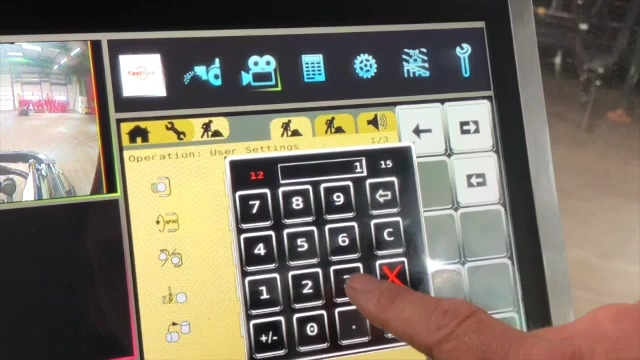 Operation: User Settings
1/3
12 1 15
7 8 9
4 5 6 C
1 2
+/- 0 .